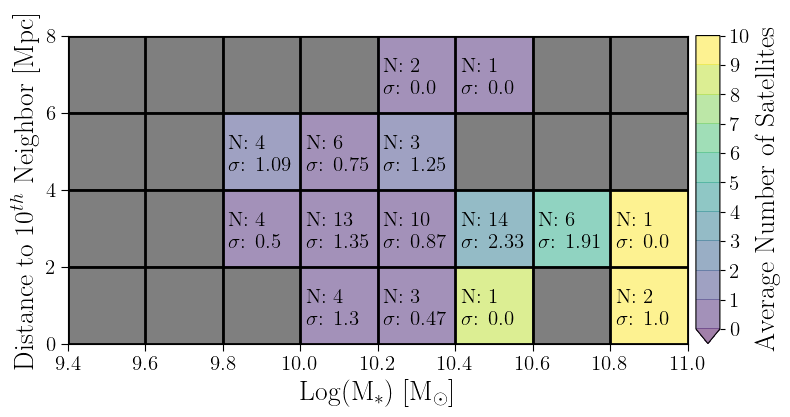 Distance to 10th Neighbor [Mpc]
8
6
4
2
0
N: 2
σ: 0.0
N: 1
σ: 0.0
N: 4
σ: 1.09
N: 6
σ: 0.75
N: 3
σ: 1.25
N: 4
σ: 0.5
N: 13
σ: 1.35
N: 10
σ: 0.87
N: 14
σ: 2.33
N: 6
σ: 1.91
N: 1
σ: 0.0
N: 4
σ: 1.3
N: 3
σ: 0.47
N: 1
σ: 0.0
N: 2
σ: 1.0
9.4 9.6 9.8 10.0 10.2 10.4 10.6 10.8 11.0
Log(M*) [M☉]
10
9
8
7
6
5
4
3
2
1
0
Average Number of Satellites